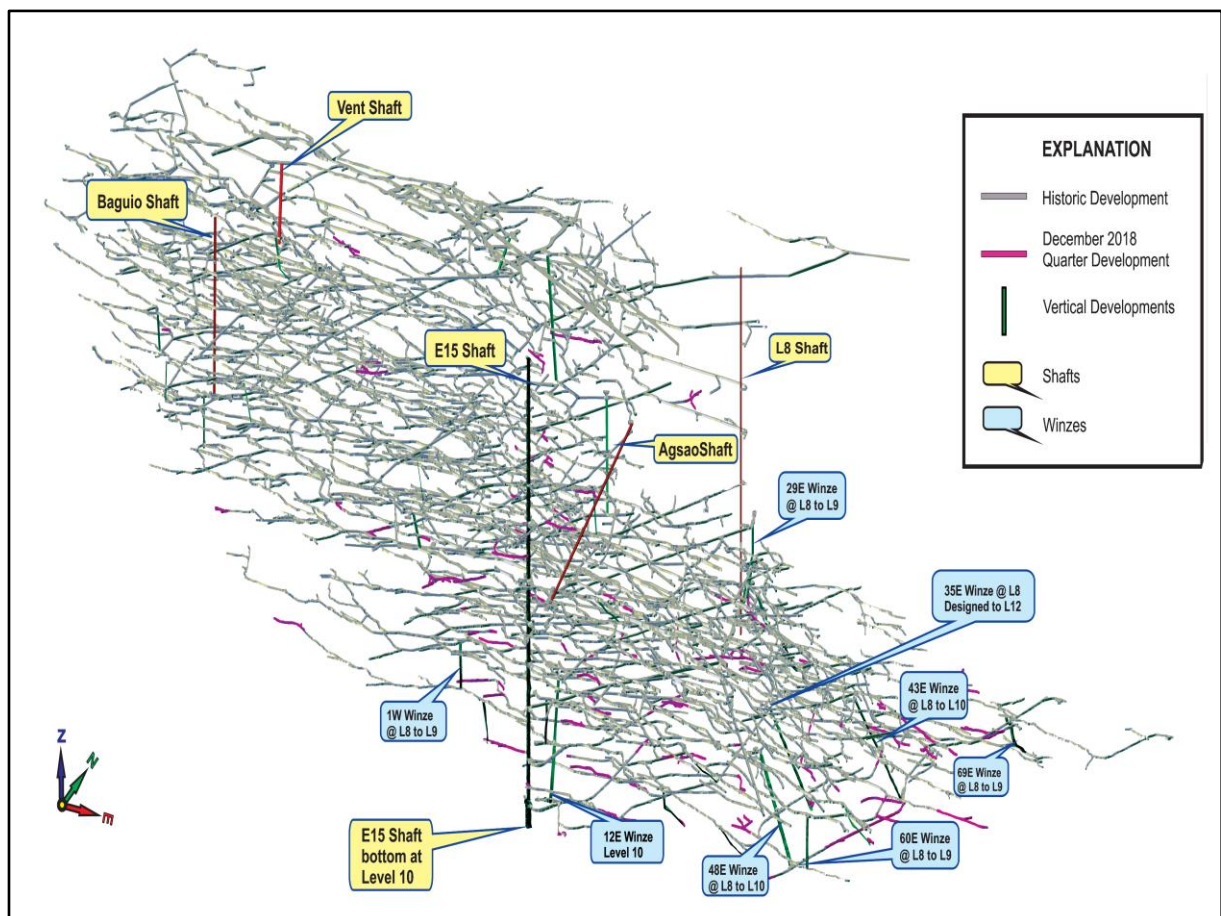 Vent Shaft
Baguio Shaft
E15 Shaft
L8 Shaft
AgsaoShaft
29E Winze
@ L8 to L9
35E Winze @ L8
Designed to L12
43E Winze
@ L8 to L10
1W Winze
@ L8 to L9
69E Winze
@ L8 to L9
E15 Shaft
bottom at
Level 10
12E Winze
Level 10
48E Winze
@ L8 to L10
60E Winze
@ L8 to L9
Z
N
E
EXPLANATION
Historic Development
December 2018
Quarter Development
Vertical Developments
Shafts
Winzes